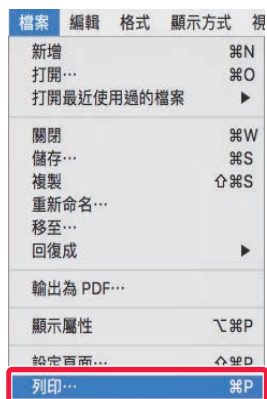 檔案 編輯 格式 顯示方式 視
新增 ⌘N
打開⋯ ⌘O
打開最近使用過的檔案 ▶
關閉 ⌘W
儲存⋯ ⌘S
複製 ⇧⌘S
重新命名⋯
移至⋯
回復成 ▶
輸出為 PDF⋯
顯示屬性 ⌥⌘P
設定頁面⋯ ⇧⌘P
列印⋯ ⌘P